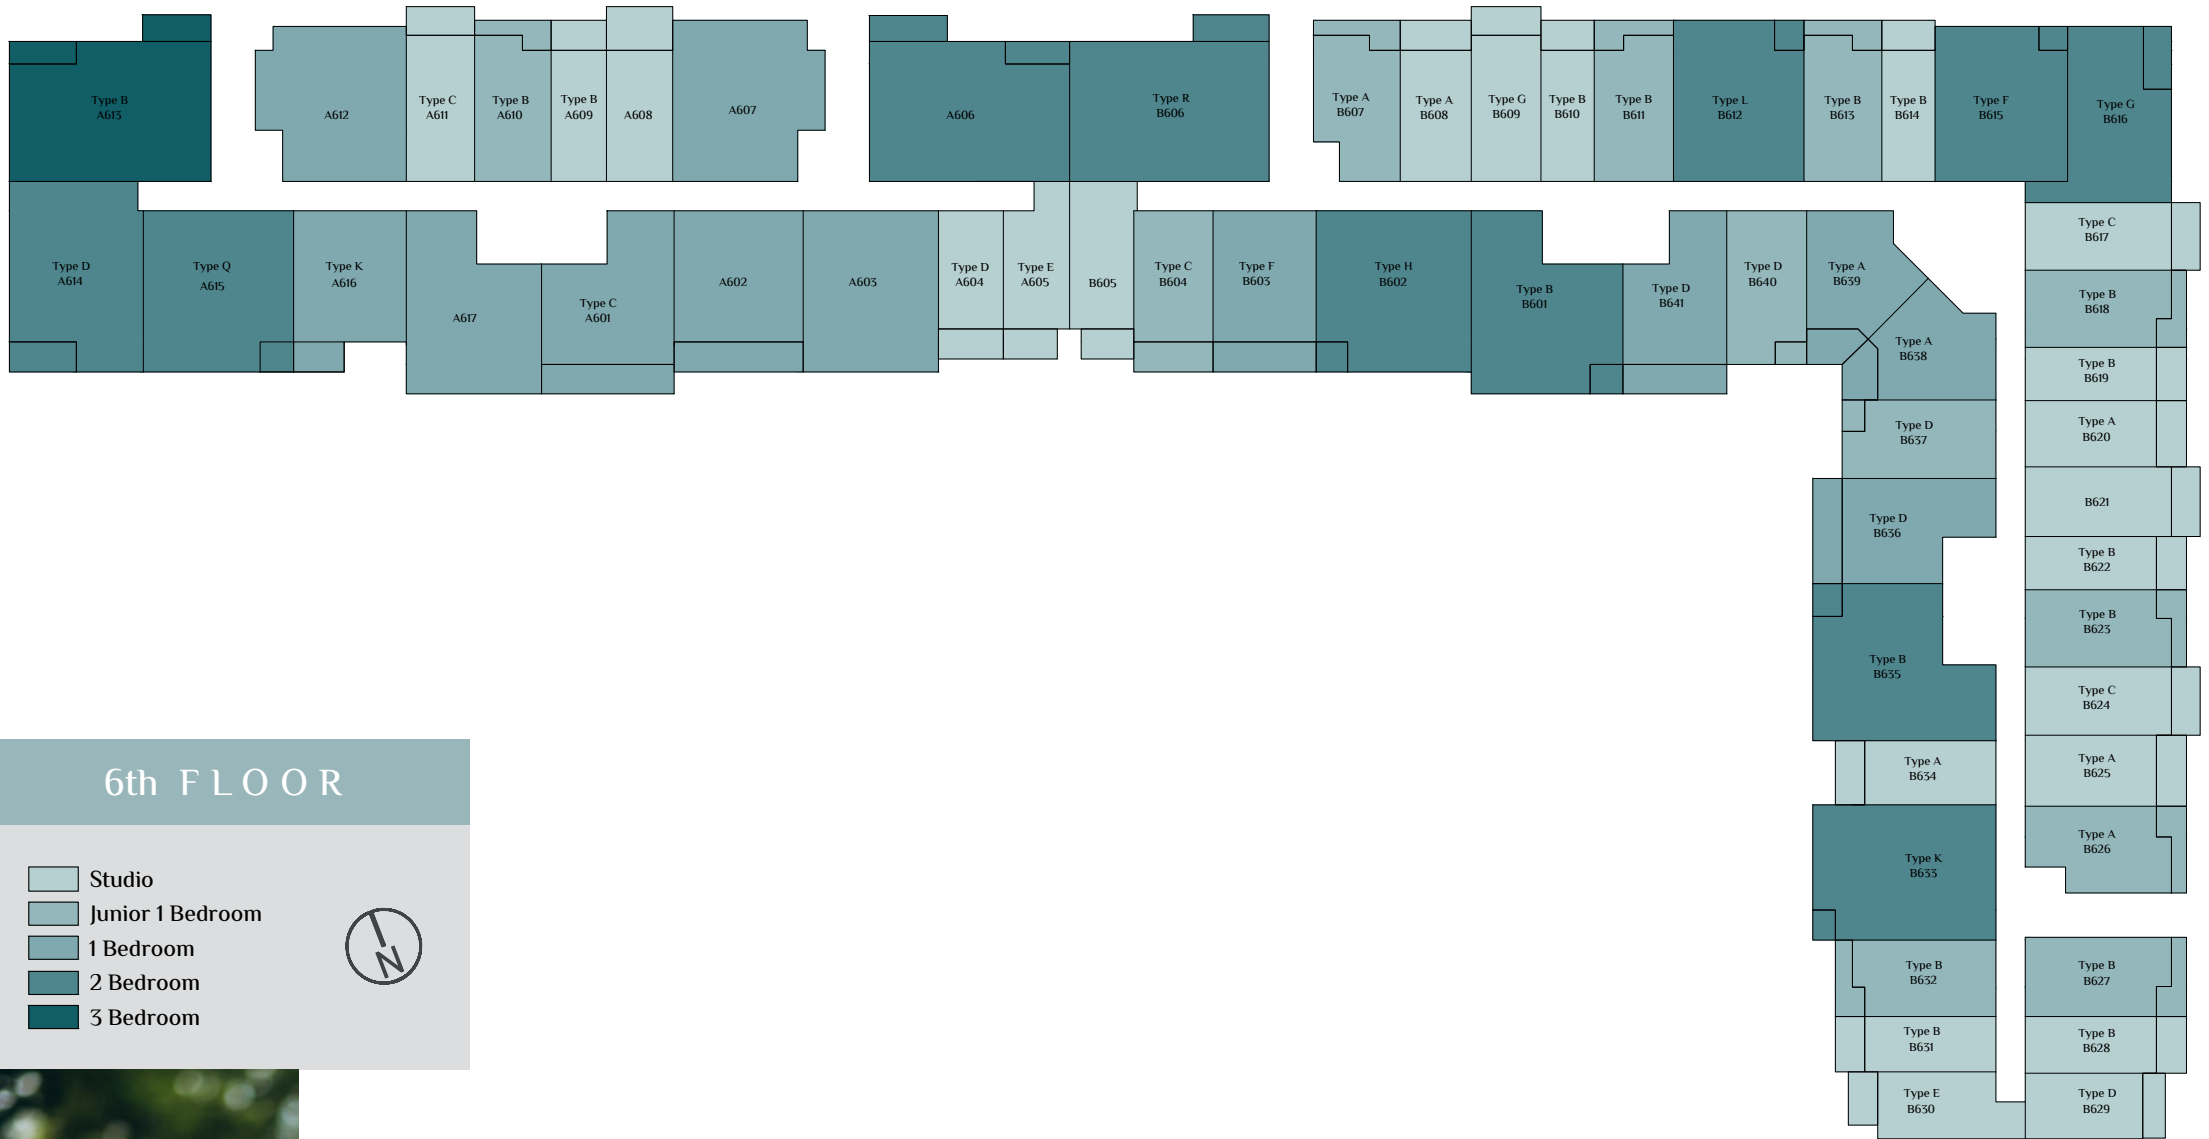 Type B
A613
A612
Type C
A611
Type B
A610
Type B
A609
A608
A607
A606
Type R
B606
Type A
B607
Type A
B608
Type G
B609
Type B
B610
Type B
B611
Type L
B612
Type B
B613
Type B
B614
Type F
B615
Type G
B616
Type D
A614
Type Q
A615
Type K
A616
A617
Type C
A601
A602
A603
Type D
A604
Type E
A605
B605
Type C
B604
Type F
B603
Type H
B602
Type B
B601
Type D
B641
Type D
B640
Type A
B639
Type A
B638
Type D
B637
Type D
B636
Type B
B635
Type A
B634
Type K
B633
Type B
B632
Type B
B631
Type E
B630
Type C
B617
Type B
B618
Type B
B619
Type A
B620
B621
Type B
B622
Type B
B623
Type C
B624
Type A
B625
Type A
B626
Type B
B627
Type B
B628
Type D
B629
6th FLOOR
Studio
Junior 1 Bedroom
1 Bedroom
2 Bedroom
3 Bedroom
N